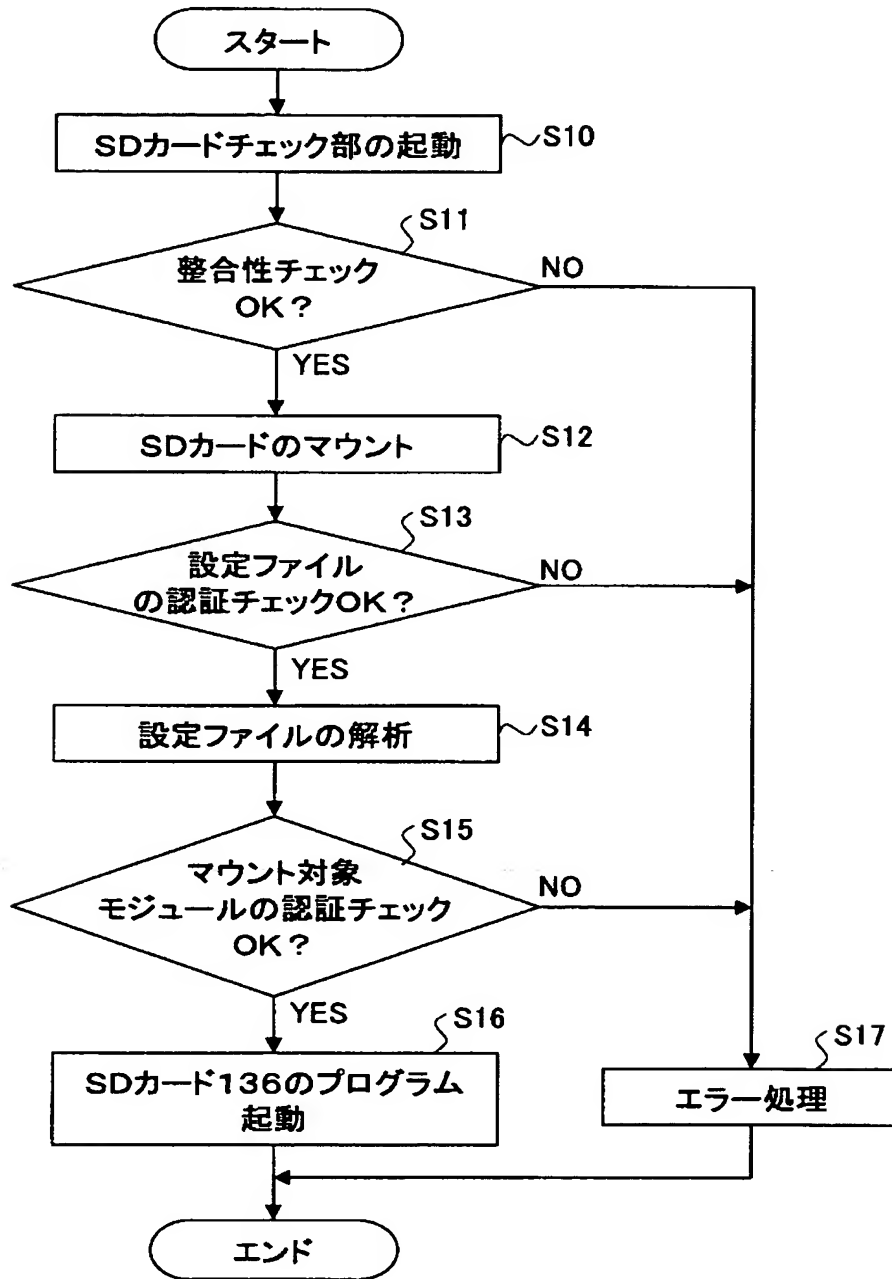 スタート
SDカードチェック部の起動
S10
S11
整合性チェック
OK？
NO
YES
SDカードのマウント
S12
S13
設定ファイル
の認証チェックOK？
NO
YES
設定ファイルの解析
S14
S15
マウント対象
モジュールの認証チェック
OK？
NO
YES
S16
SDカード136のプログラム
起動
S17
エラー処理
エンド